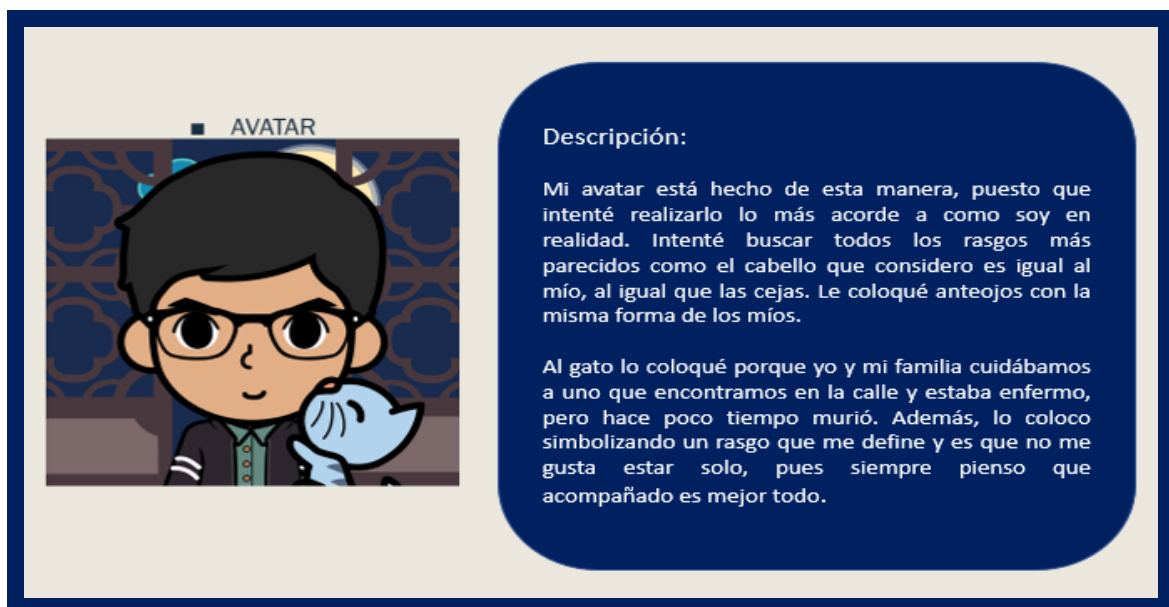 ▪ AVATAR
Descripción:
Mi avatar está hecho de esta manera, puesto que
intenté realizarlo lo más acorde a como soy en
realidad. Intenté buscar todos los rasgos más
parecidos como el cabello que considero es igual al
mío, al igual que las cejas. Le coloqué anteojos con la
misma forma de los míos.
Al gato lo coloqué porque yo y mi familia cuidábamos
a uno que encontramos en la calle y estaba enfermo,
pero hace poco tiempo murió. Además, lo coloco
simbolizando un rasgo que me define y es que no me
gusta estar solo, pues siempre pienso que
acompañado es mejor todo.